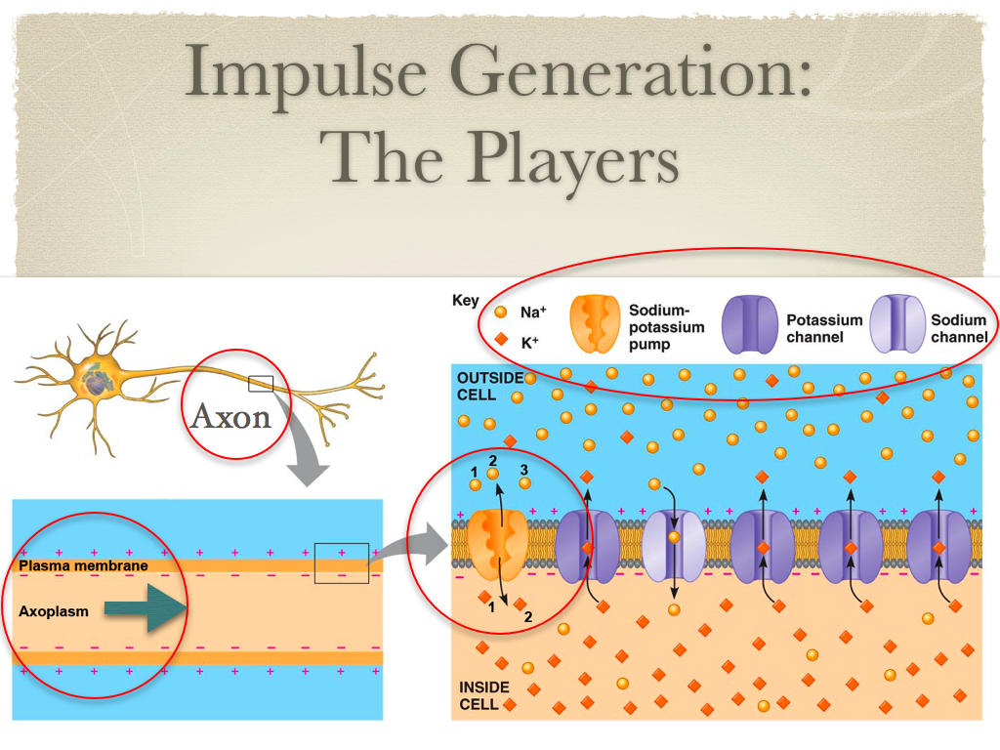 Impulse Generation:
The Players
Key
Na+
K+
Sodium-
potassium
pump
Potassium
channel
Sodium
channel
Axon
OUTSIDE
CELL
1 2 3
Plasma membrane
+ + + + + + + + + + +
− − − − − − − − − − −
Axoplasm
− − − − − − − − − − −
+ + + + + + + + + + +
1
2
INSIDE
CELL